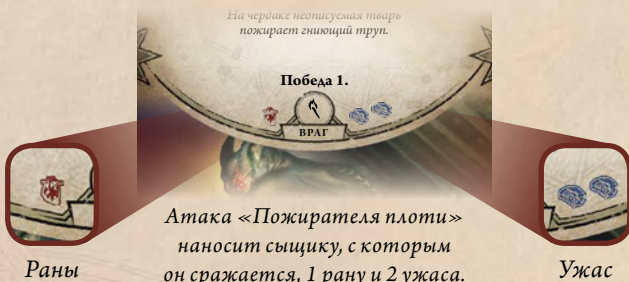 На чердаке неописуемая тварь
пожирает гниющий труп.
Победа 1.
ВРАГ
Атака «Пожирателя плоти»
наносит сыщику, с которым
он сражается, 1 рану и 2 ужаса.
Раны
Ужас